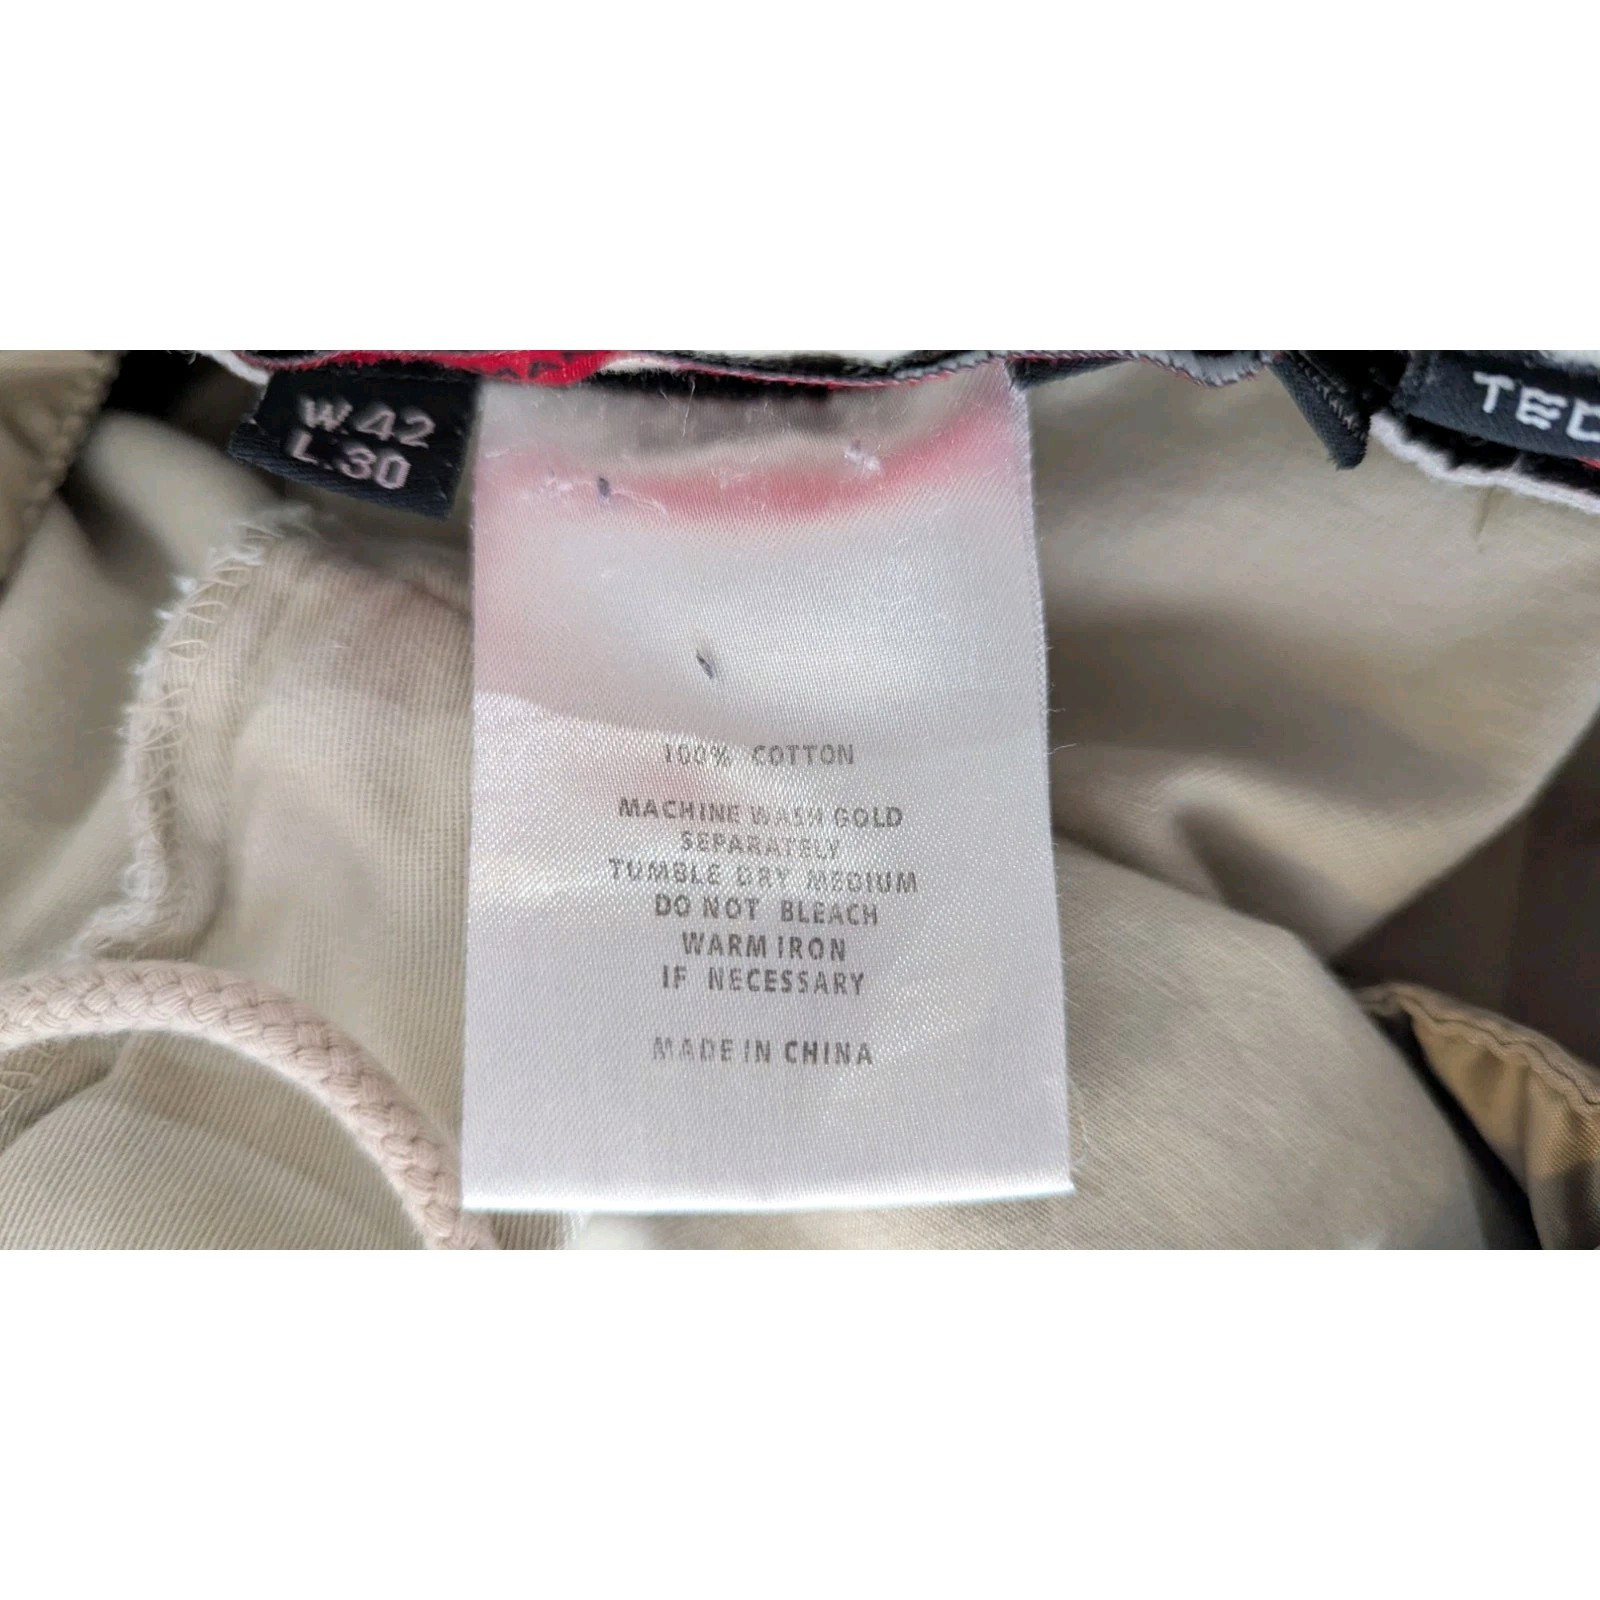 W.42
L.30
TED
100% COTTON
MACHINE WASH GOLD
SEPARATELY
TUMBLE DRY MEDIUM
DO NOT BLEACH
WARM IRON
IF NECESSARY
MADE IN CHINA